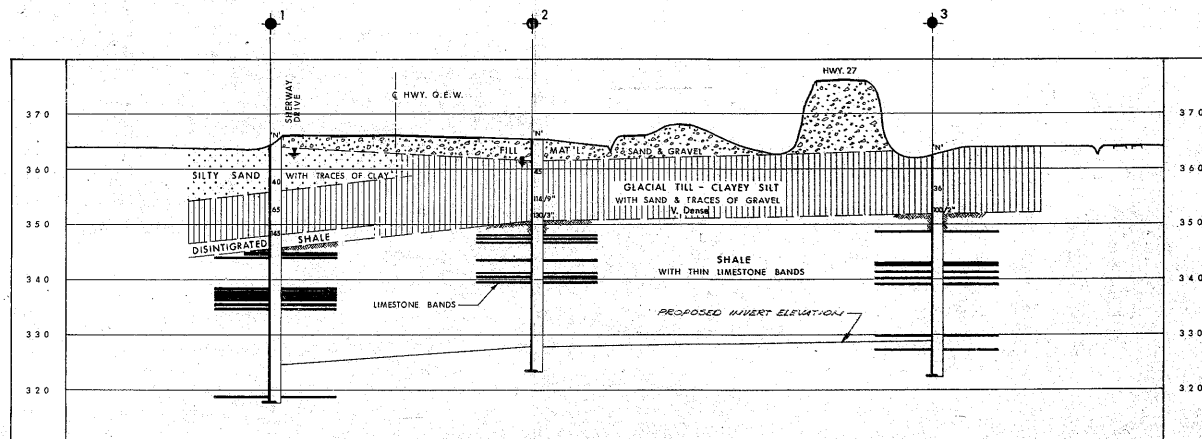 1
2
3
HWY. 27
SHERWAY
DRIVE
℄ HWY. Q.E.W.
370
370
'N'
'N'
'N'
FILL MAT'L
SAND & GRAVEL
360
360
SILTY SAND WITH TRACES OF CLAY
40
45
36
GLACIAL TILL - CLAYEY SILT
WITH SAND & TRACES OF GRAVEL
V. Dense
114/9"
65
130/3"
350
350
145
DISINTIGRATED SHALE
SHALE
WITH THIN LIMESTONE BANDS
340
340
LIMESTONE BANDS
PROPOSED INVERT ELEVATION
330
330
320
320